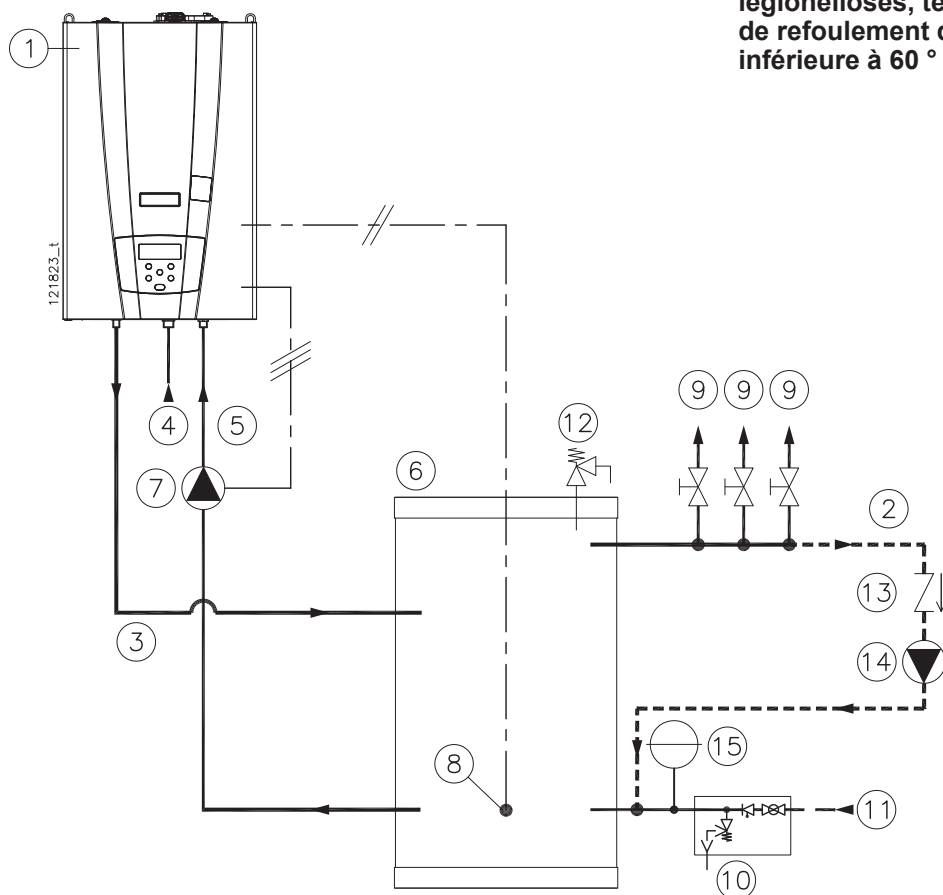 légionelloses, te
de refoulement d
inférieure à 60 °
1
121823_t
4
5
7
6
12
9 9 9
2
3
13
14
15
8
11
10